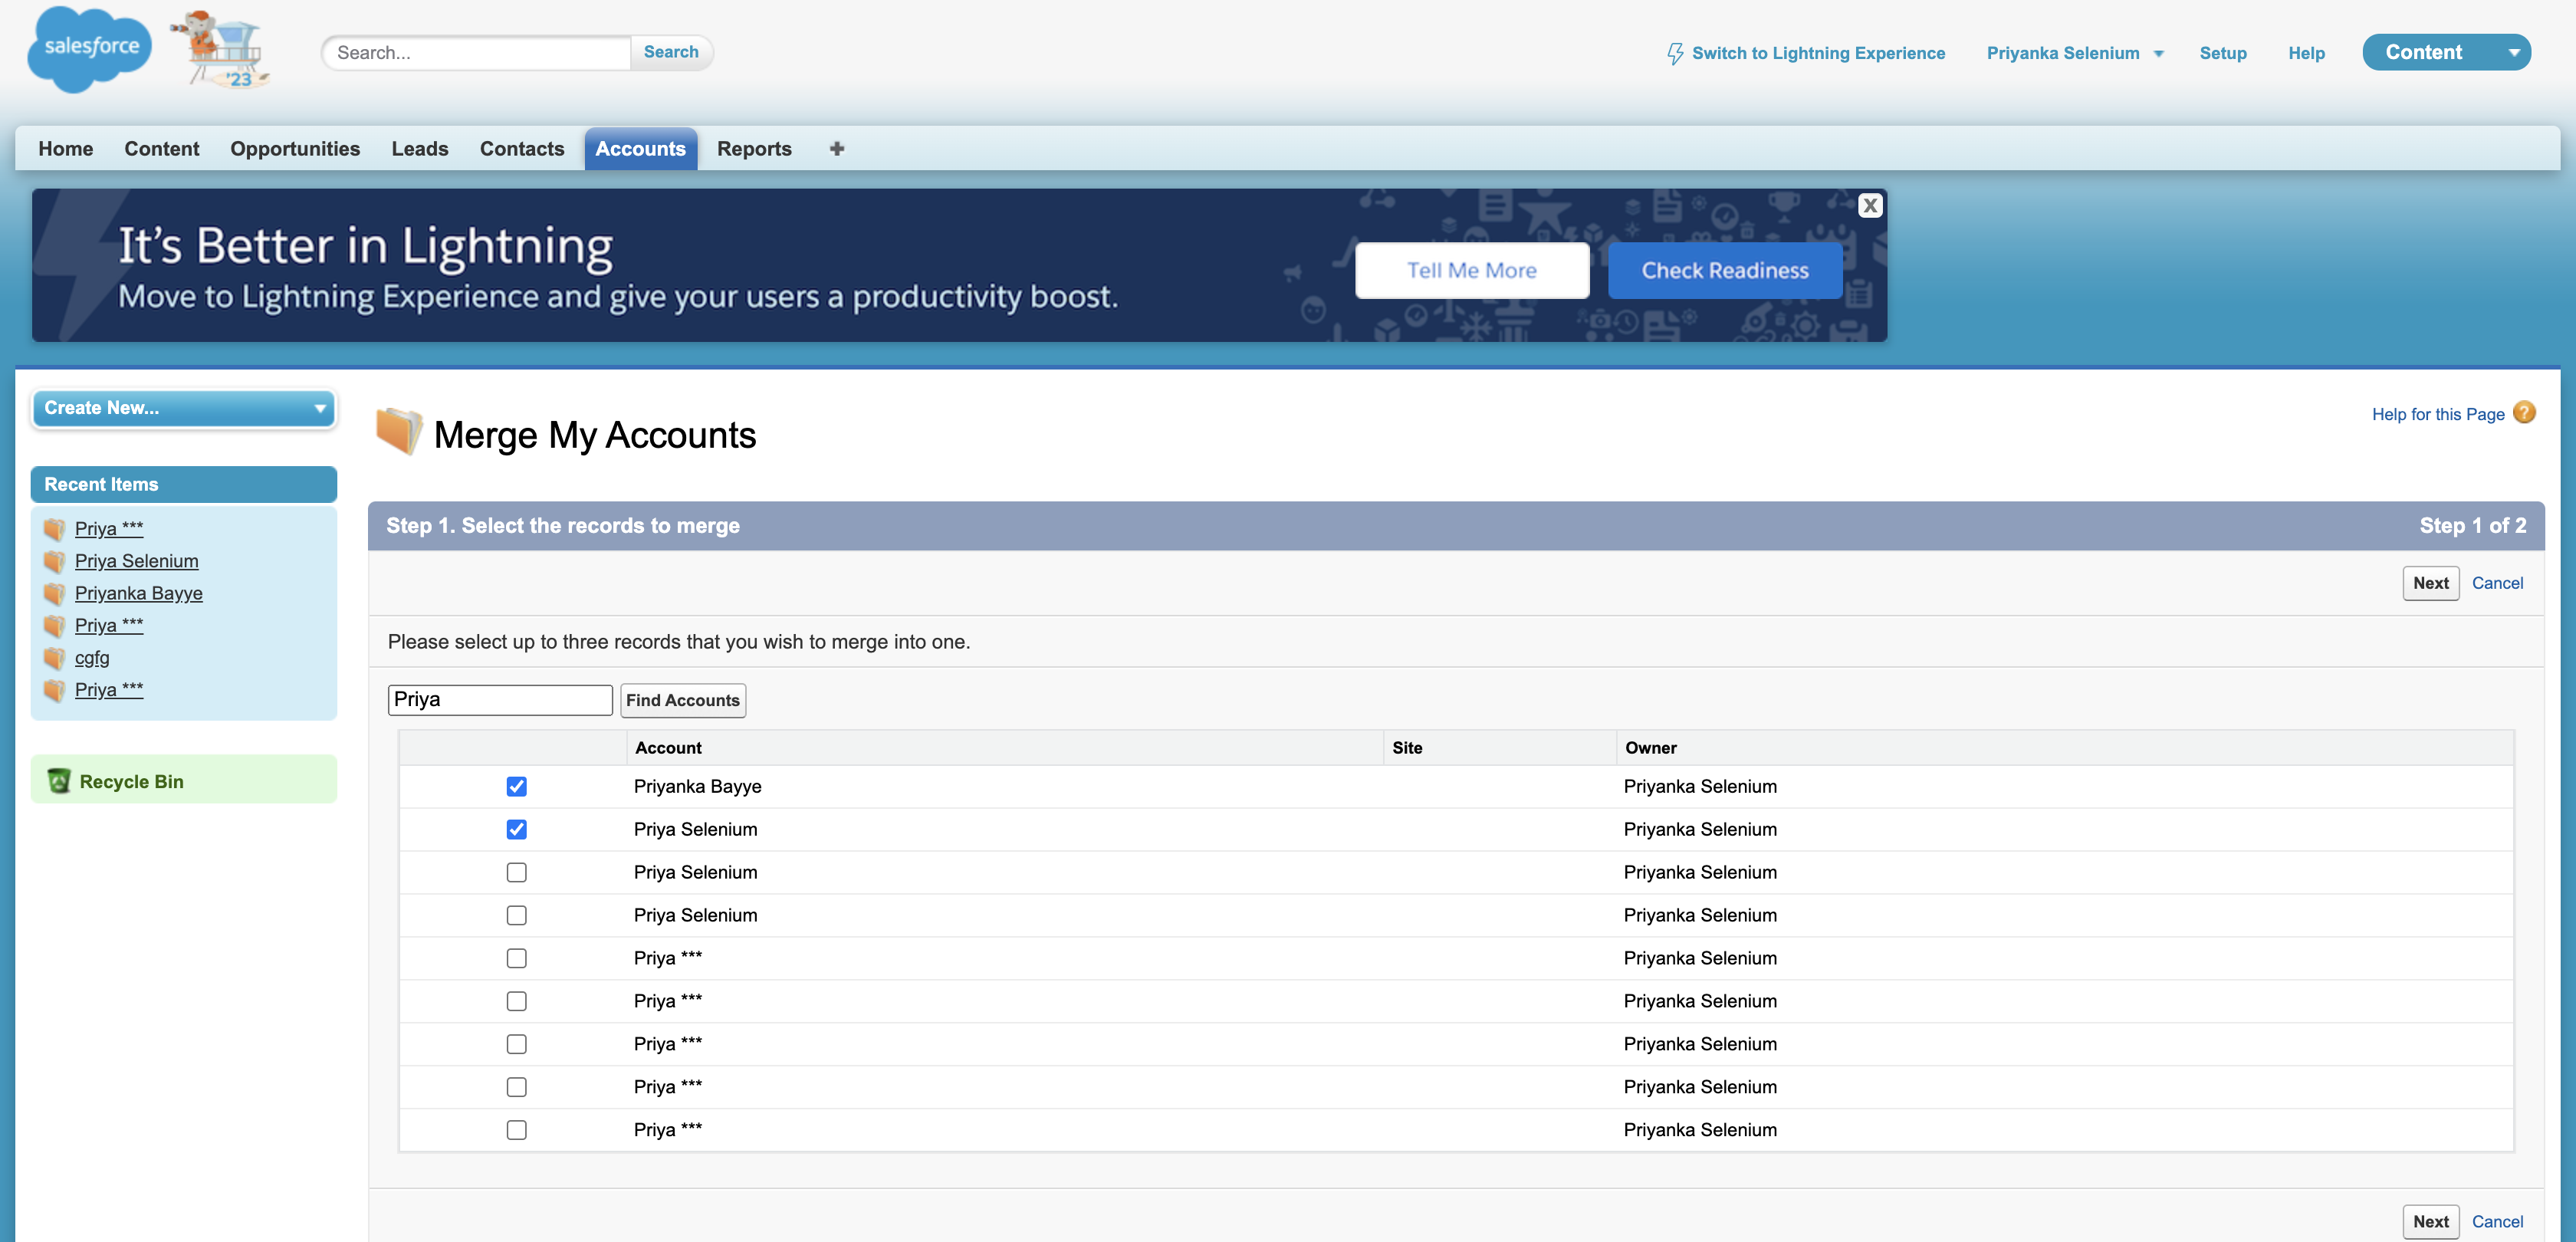 salesforce
'23
Search...
Search
Switch to Lightning Experience
Priyanka Selenium
Setup
Help
Content
Home
Content
Opportunities
Leads
Contacts
Accounts
Reports
It's Better in Lightning
Move to Lightning Experience and give your users a productivity boost.
Tell Me More
Check Readiness
X
Create New...
Recent Items
Priya ***
Priya Selenium
Priyanka Bayye
Priya ***
cgfg
Priya ***
Recycle Bin
Merge My Accounts
Help for this Page ?
Step 1. Select the records to merge
Step 1 of 2
Next Cancel
Please select up to three records that you wish to merge into one.
Priya
Find Accounts
Account Site Owner
Priyanka Bayye Priyanka Selenium
Priya Selenium Priyanka Selenium
Priya Selenium Priyanka Selenium
Priya Selenium Priyanka Selenium
Priya *** Priyanka Selenium
Priya *** Priyanka Selenium
Priya *** Priyanka Selenium
Priya *** Priyanka Selenium
Priya *** Priyanka Selenium
Next Cancel